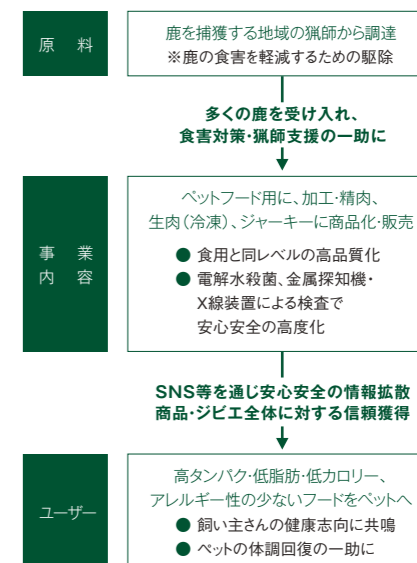 原 料
鹿を捕獲する地域の猟師から調達
※鹿の食害を軽減するための駆除
多くの鹿を受け入れ、
食害対策・猟師支援の一助に
事 業
内 容
ペットフード用に、加工・精肉、
生肉（冷凍）、ジャーキーに商品化・販売
● 食用と同レベルの高品質化
● 電解水殺菌、金属探知機・
X線装置による検査で
安心安全の高度化
SNS等を通じ安心安全の情報拡散
商品・ジビエ全体に対する信頼獲得
ユーザー
高タンパク・低脂肪・低カロリー、
アレルギー性の少ないフードをペットへ
● 飼い主さんの健康志向に共鳴
● ペットの体調回復の一助に